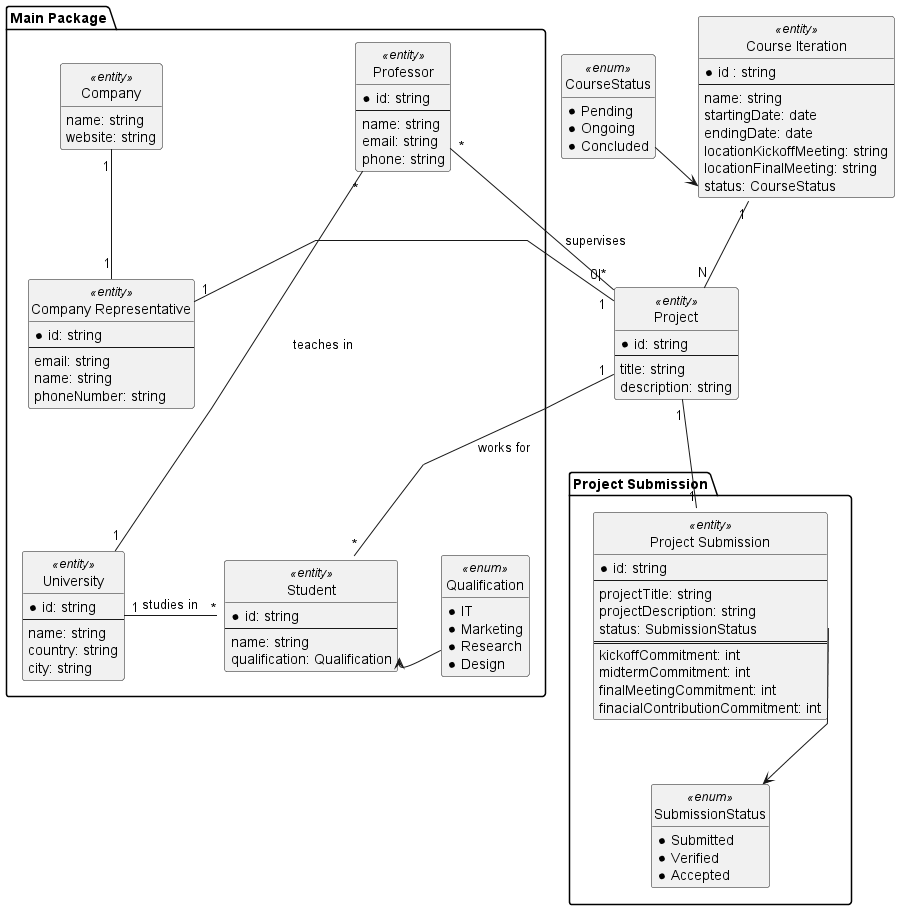 Main Package
«entity»
Company
name: string
website: string
1
1
«entity»
Professor
id: string
name: string
email: string
phone: string
*
*
«enum»
CourseStatus
Pending
Ongoing
Concluded
«entity»
Course Iteration
id : string
name: string
startingDate: date
endingDate: date
locationKickoffMeeting: string
locationFinalMeeting: string
status: CourseStatus
1
N
supervises
0|*
1
1
«entity»
Company Representative
id: string
email: string
name: string
phoneNumber: string
teaches in
«entity»
Project
id: string
title: string
description: string
1
1
works for
*
1
«entity»
University
id: string
name: string
country: string
city: string
1
studies in
*
«entity»
Student
id: string
name: string
qualification: Qualification
«enum»
Qualification
IT
Marketing
Research
Design
Project Submission
1
«entity»
Project Submission
id: string
projectTitle: string
projectDescription: string
status: SubmissionStatus
kickoffCommitment: int
midtermCommitment: int
finalMeetingCommitment: int
finacialContributionCommitment: int
«enum»
SubmissionStatus
Submitted
Verified
Accepted